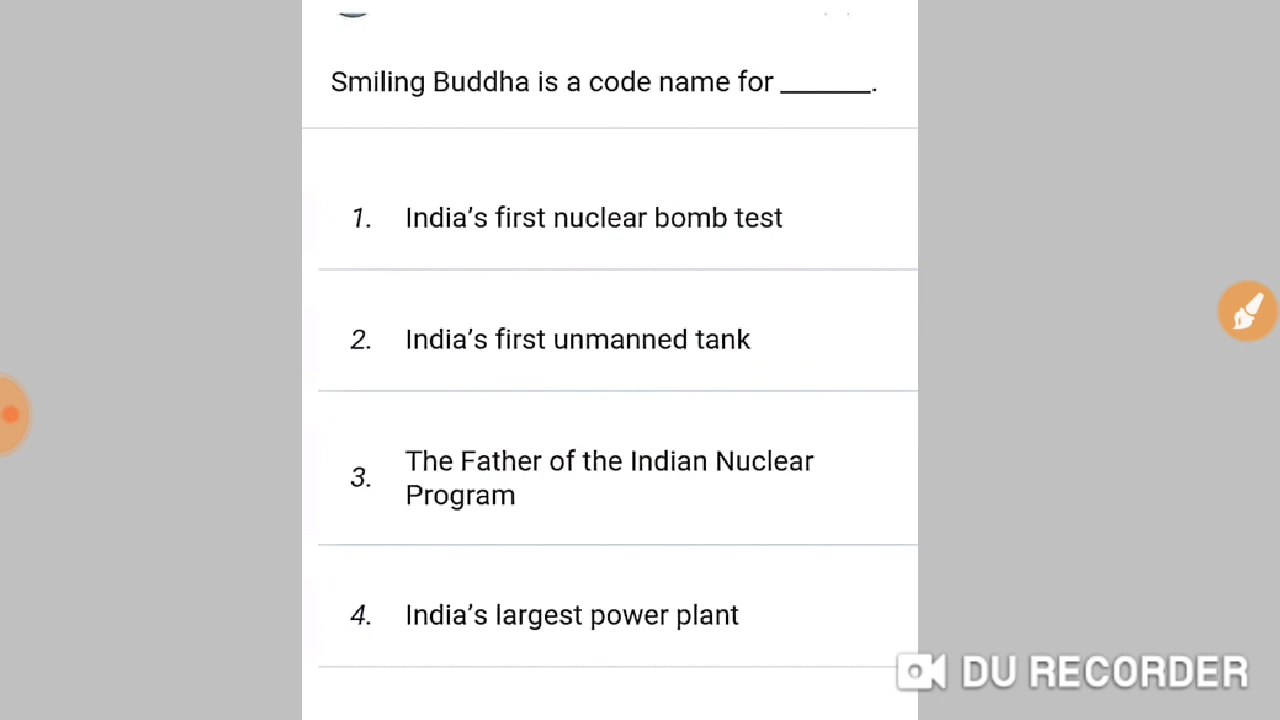 Smiling Buddha is a code name for ______.
1. India's first nuclear bomb test
2. India's first unmanned tank
3. The Father of the Indian Nuclear
Program
4. India's largest power plant
DU RECORDER